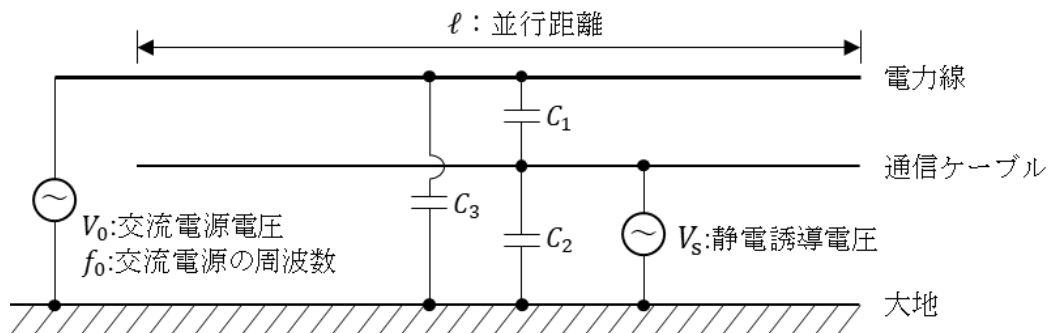 ℓ：並行距離
電力線
C₁
通信ケーブル
C₃
V₀:交流電源電圧
f₀:交流電源の周波数
C₂
Vₛ:静電誘導電圧
大地